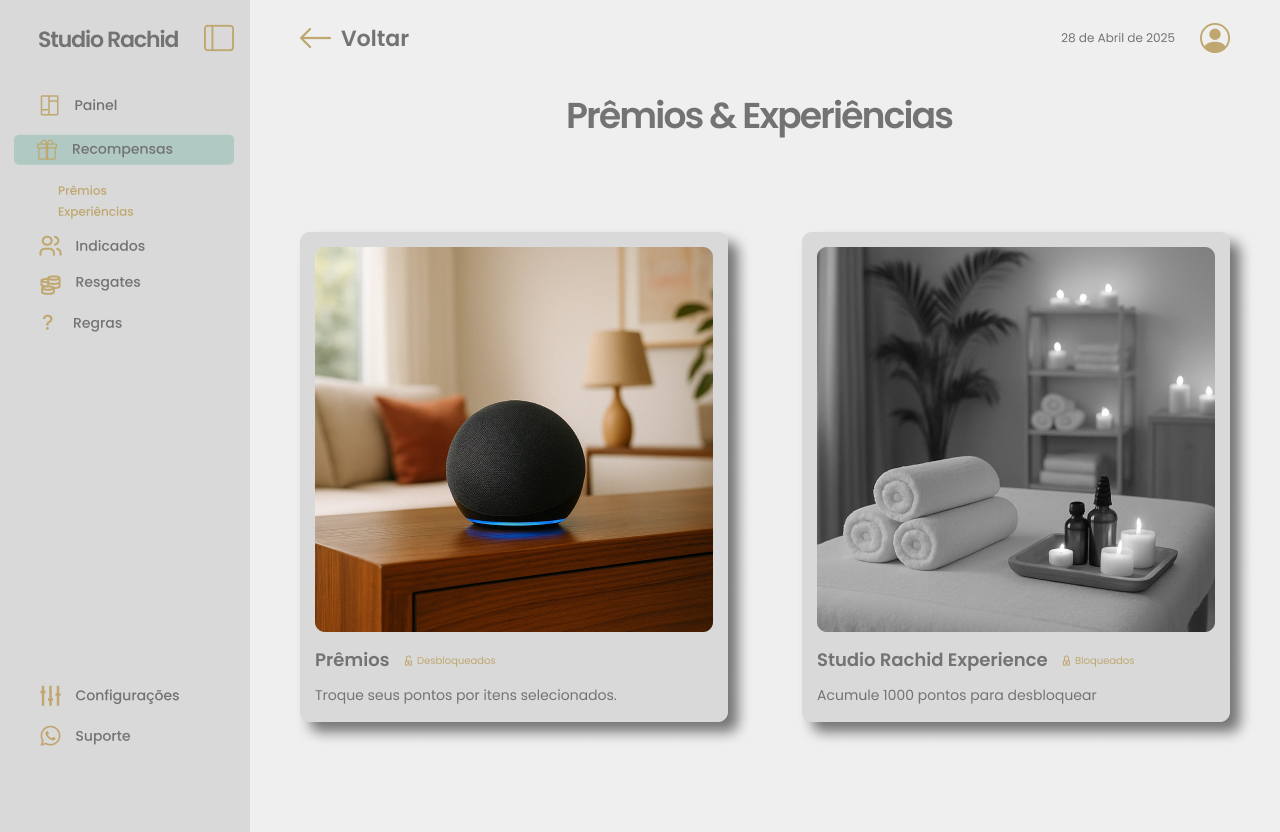 Studio Rachid
Painel
Recompensas
Prêmios
Experiências
Indicados
Resgates
? Regras
Configurações
Suporte
Voltar
28 de Abril de 2025
Prêmios & Experiências
Prêmios Desbloqueados
Troque seus pontos por itens selecionados.
Studio Rachid Experience Bloqueados
Acumule 1000 pontos para desbloquear